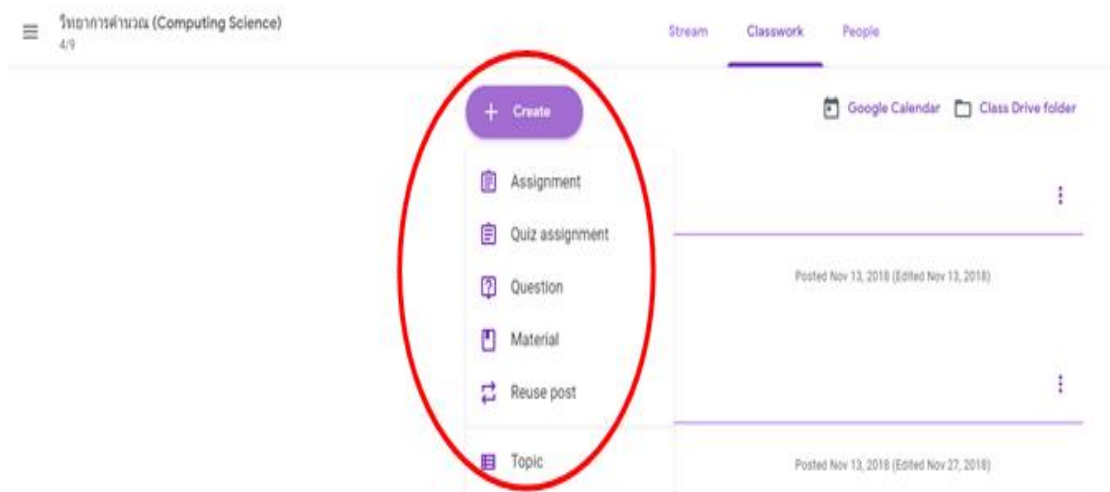 วิทยาการคำนวณ (Computing Science)
4/9
Stream Classwork People
+ Create
Google Calendar Class Drive folder
Assignment
Quiz assignment
Question
Material
Reuse post
Topic
Posted Nov 13, 2018 (Edited Nov 13, 2018)
Posted Nov 13, 2018 (Edited Nov 27, 2018)